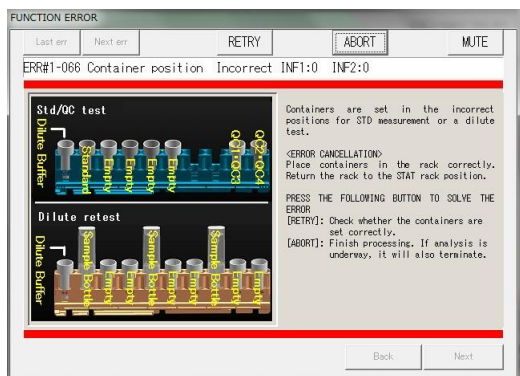 FUNCTION ERROR
Last err Next err RETRY ABORT MUTE
ERR#1-066 Container position Incorrect INF1:0 INF2:0
Std/QC test
Dilute Buffer
Standard
Empty
Empty
Empty
Empty
QC1・QC3
QC2・QC4
Dilute retest
Dilute Buffer
Sample Bottle
Empty
Empty
Sample Bottle
Empty
Empty
Sample Bottle
Empty
Empty
Containers are set in the incorrect
positions for STD measurement or a dilute
test.
<ERROR CANCELLATION>
Place containers in the rack correctly.
Return the rack to the STAT rack position.
PRESS THE FOLLOWING BUTTON TO SOLVE THE
ERROR
[RETRY]: Check whether the containers are
set correctly.
[ABORT]: Finish processing. If analysis is
underway, it will also terminate.
Back Next